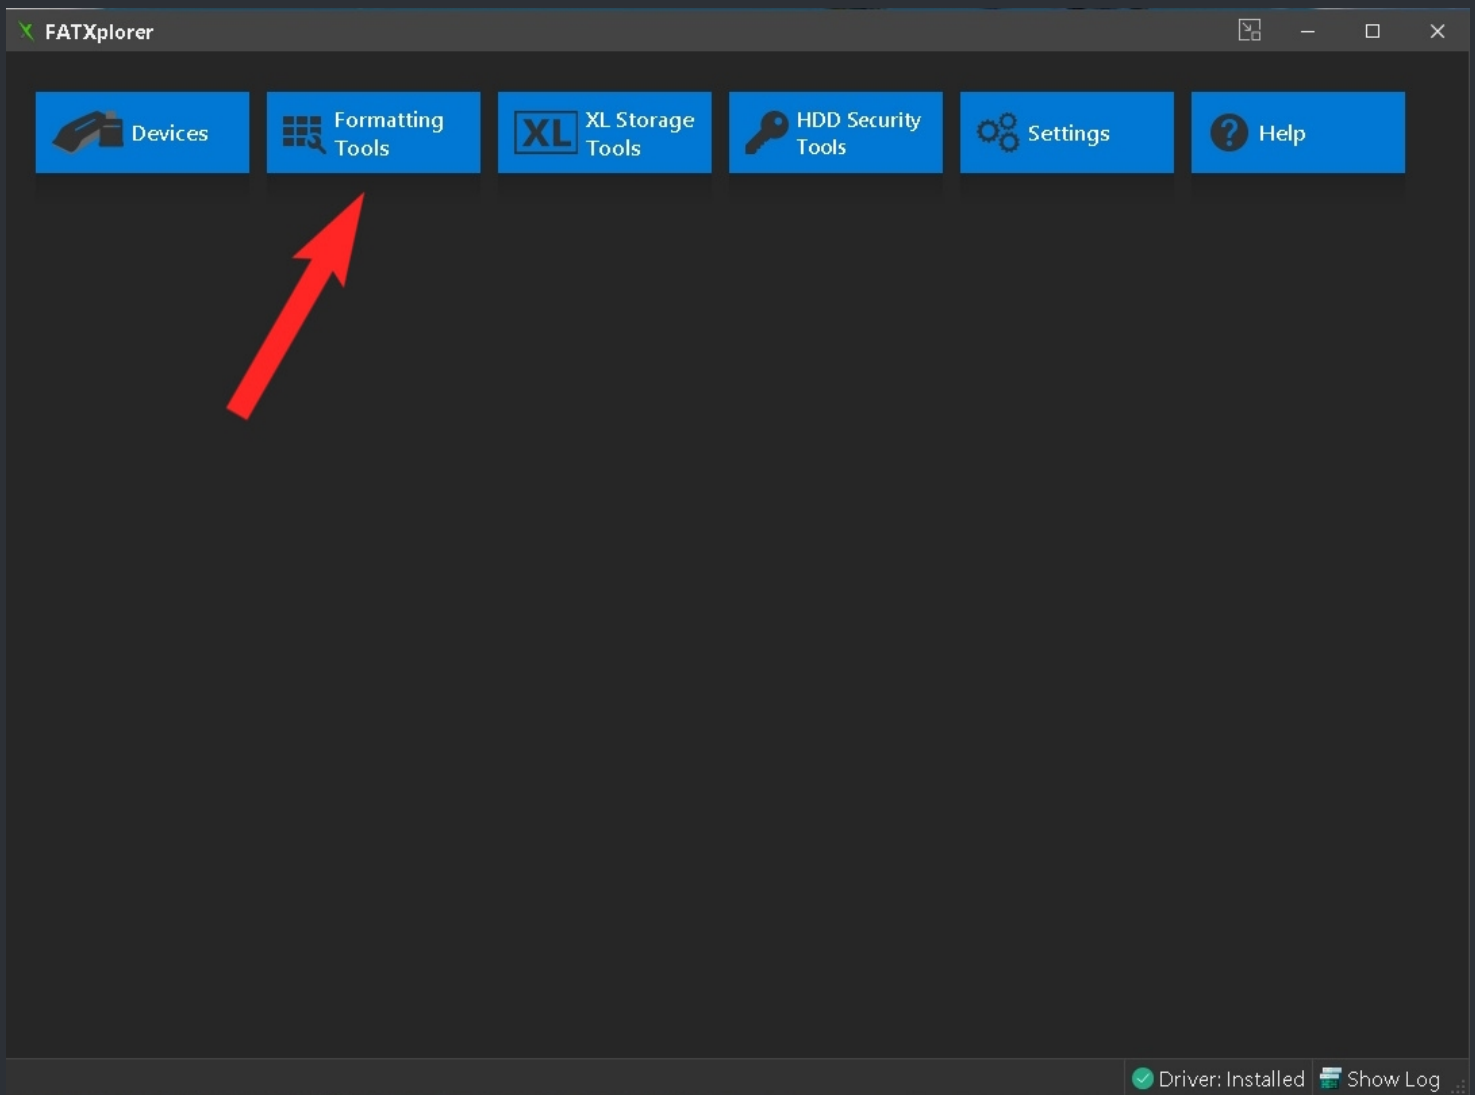 FATXplorer
Devices
Formatting
Tools
XL
XL Storage
Tools
HDD Security
Tools
Settings
? Help
Driver: Installed
Show Log